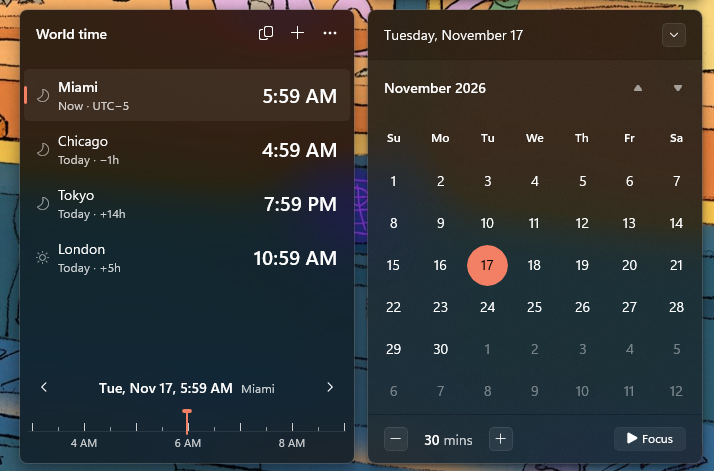 World time
Miami
Now · UTC−5
5:59 AM
Chicago
Today · −1h
4:59 AM
Tokyo
Today · +14h
7:59 PM
London
Today · +5h
10:59 AM
Tue, Nov 17, 5:59 AM Miami
4 AM 6 AM 8 AM
Tuesday, November 17
November 2026
Su Mo Tu We Th Fr Sa
1 2 3 4 5 6 7
8 9 10 11 12 13 14
15 16 17 18 19 20 21
22 23 24 25 26 27 28
29 30 1 2 3 4 5
6 7 8 9 10 11 12
30 mins
Focus